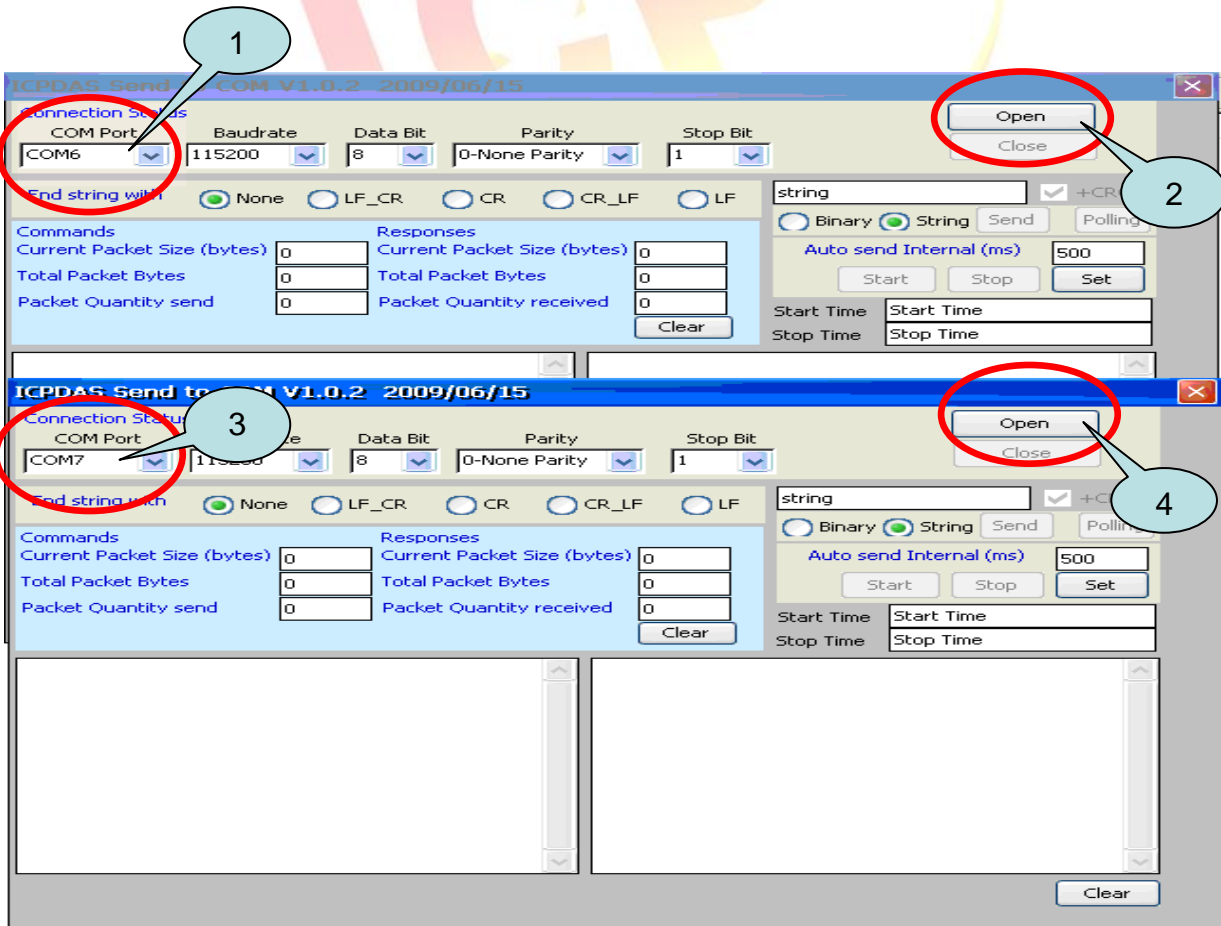 1
ICPDAS Send to COM V1.0.2 2009/06/15
Connection Status
Open
COM Port Baudrate Data Bit Parity Stop Bit
Close
COM6 115200 8 0-None Parity 1
2
End string with None LF_CR CR CR_LF LF
string +CR
Binary String Send Polling
Commands Responses
Current Packet Size (bytes) 0 Current Packet Size (bytes) 0
Auto send Internal (ms) 500
Total Packet Bytes 0 Total Packet Bytes 0
Start Stop Set
Packet Quantity send 0 Packet Quantity received 0
Start Time Start Time
Clear
Stop Time Stop Time
ICPDAS Send to V1.0.2 2009/06/15
Connection
Open
3
COM Port Data Bit Parity Stop Bit
Close
COM7 115200 8 0-None Parity 1
4
End string with None LF_CR CR CR_LF LF
string
Binary String Send Polling
Commands Responses
Current Packet Size (bytes) 0 Current Packet Size (bytes) 0
Auto send Internal (ms) 500
Total Packet Bytes 0 Total Packet Bytes 0
Start Stop Set
Packet Quantity send 0 Packet Quantity received 0
Start Time Start Time
Clear
Stop Time Stop Time
Clear